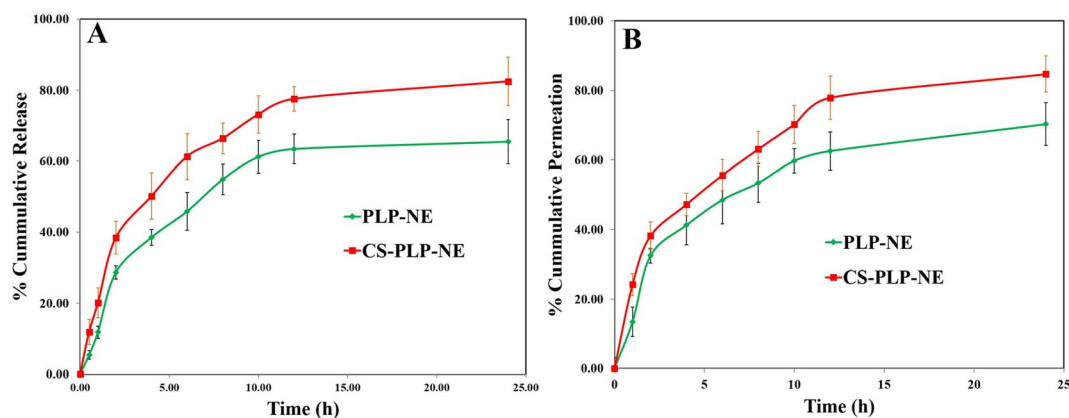 A
% Cummulative Release
100.00
80.00
60.00
40.00
20.00
0.00
0.00 5.00 10.00 15.00 20.00 25.00
Time (h)
PLP-NE
CS-PLP-NE
B
% Cumulative Permeation
100.00
80.00
60.00
40.00
20.00
0.00
0 5 10 15 20 25
Time (h)
PLP-NE
CS-PLP-NE